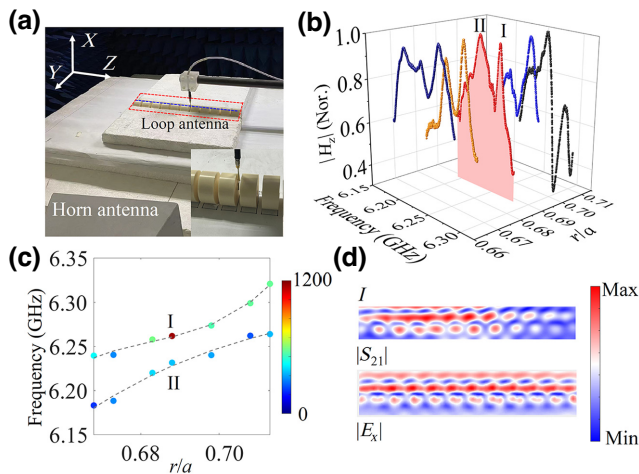 (a)
X
Y
Z
Loop antenna
Horn antenna
(b)
II I
|Hz| (Nor.)
1.0
0.8
0.6
0.4
6.15
6.20
6.25
6.30
Frequency (GHz)
0.66
0.67
0.68
0.69
0.70
0.71
r/a
(c)
Frequency (GHz)
6.35
6.30
6.25
6.20
6.15
I
II
0.68 0.70
r/a
1200
0
(d)
I
|S21|
|Ex|
Max
Min